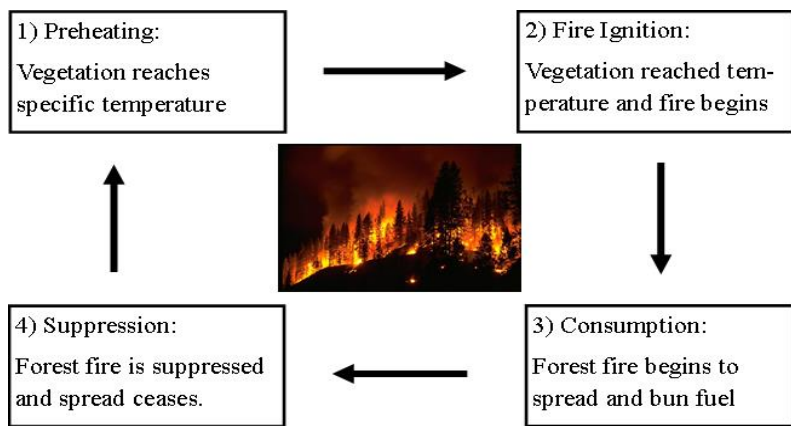 1) Preheating:
Vegetation reaches
specific temperature
2) Fire Ignition:
Vegetation reached tem-
perature and fire begins
4) Suppression:
Forest fire is suppressed
and spread ceases.
3) Consumption:
Forest fire begins to
spread and bun fuel